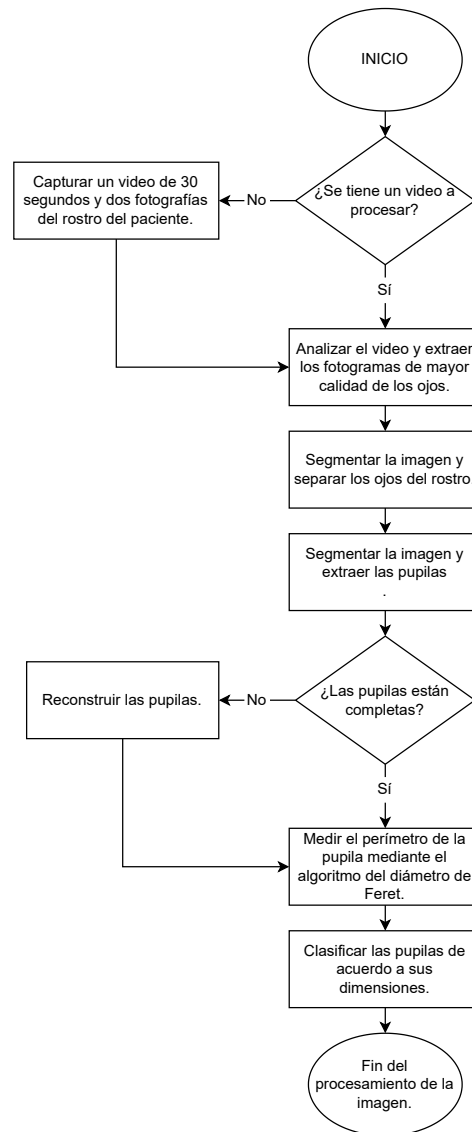 INICIO
¿Se tiene un video a
procesar?
No
Capturar un video de 30
segundos y dos fotografías
del rostro del paciente.
Sí
Analizar el video y extraer
los fotogramas de mayor
calidad de los ojos.
Segmentar la imagen y
separar los ojos del rostro.
Segmentar la imagen y
extraer las pupilas
.
¿Las pupilas están
completas?
No
Reconstruir las pupilas.
Sí
Medir el perímetro de la
pupila mediante el
algoritmo del diámetro de
Feret.
Clasificar las pupilas de
acuerdo a sus
dimensiones.
Fin del
procesamiento de la
imagen.